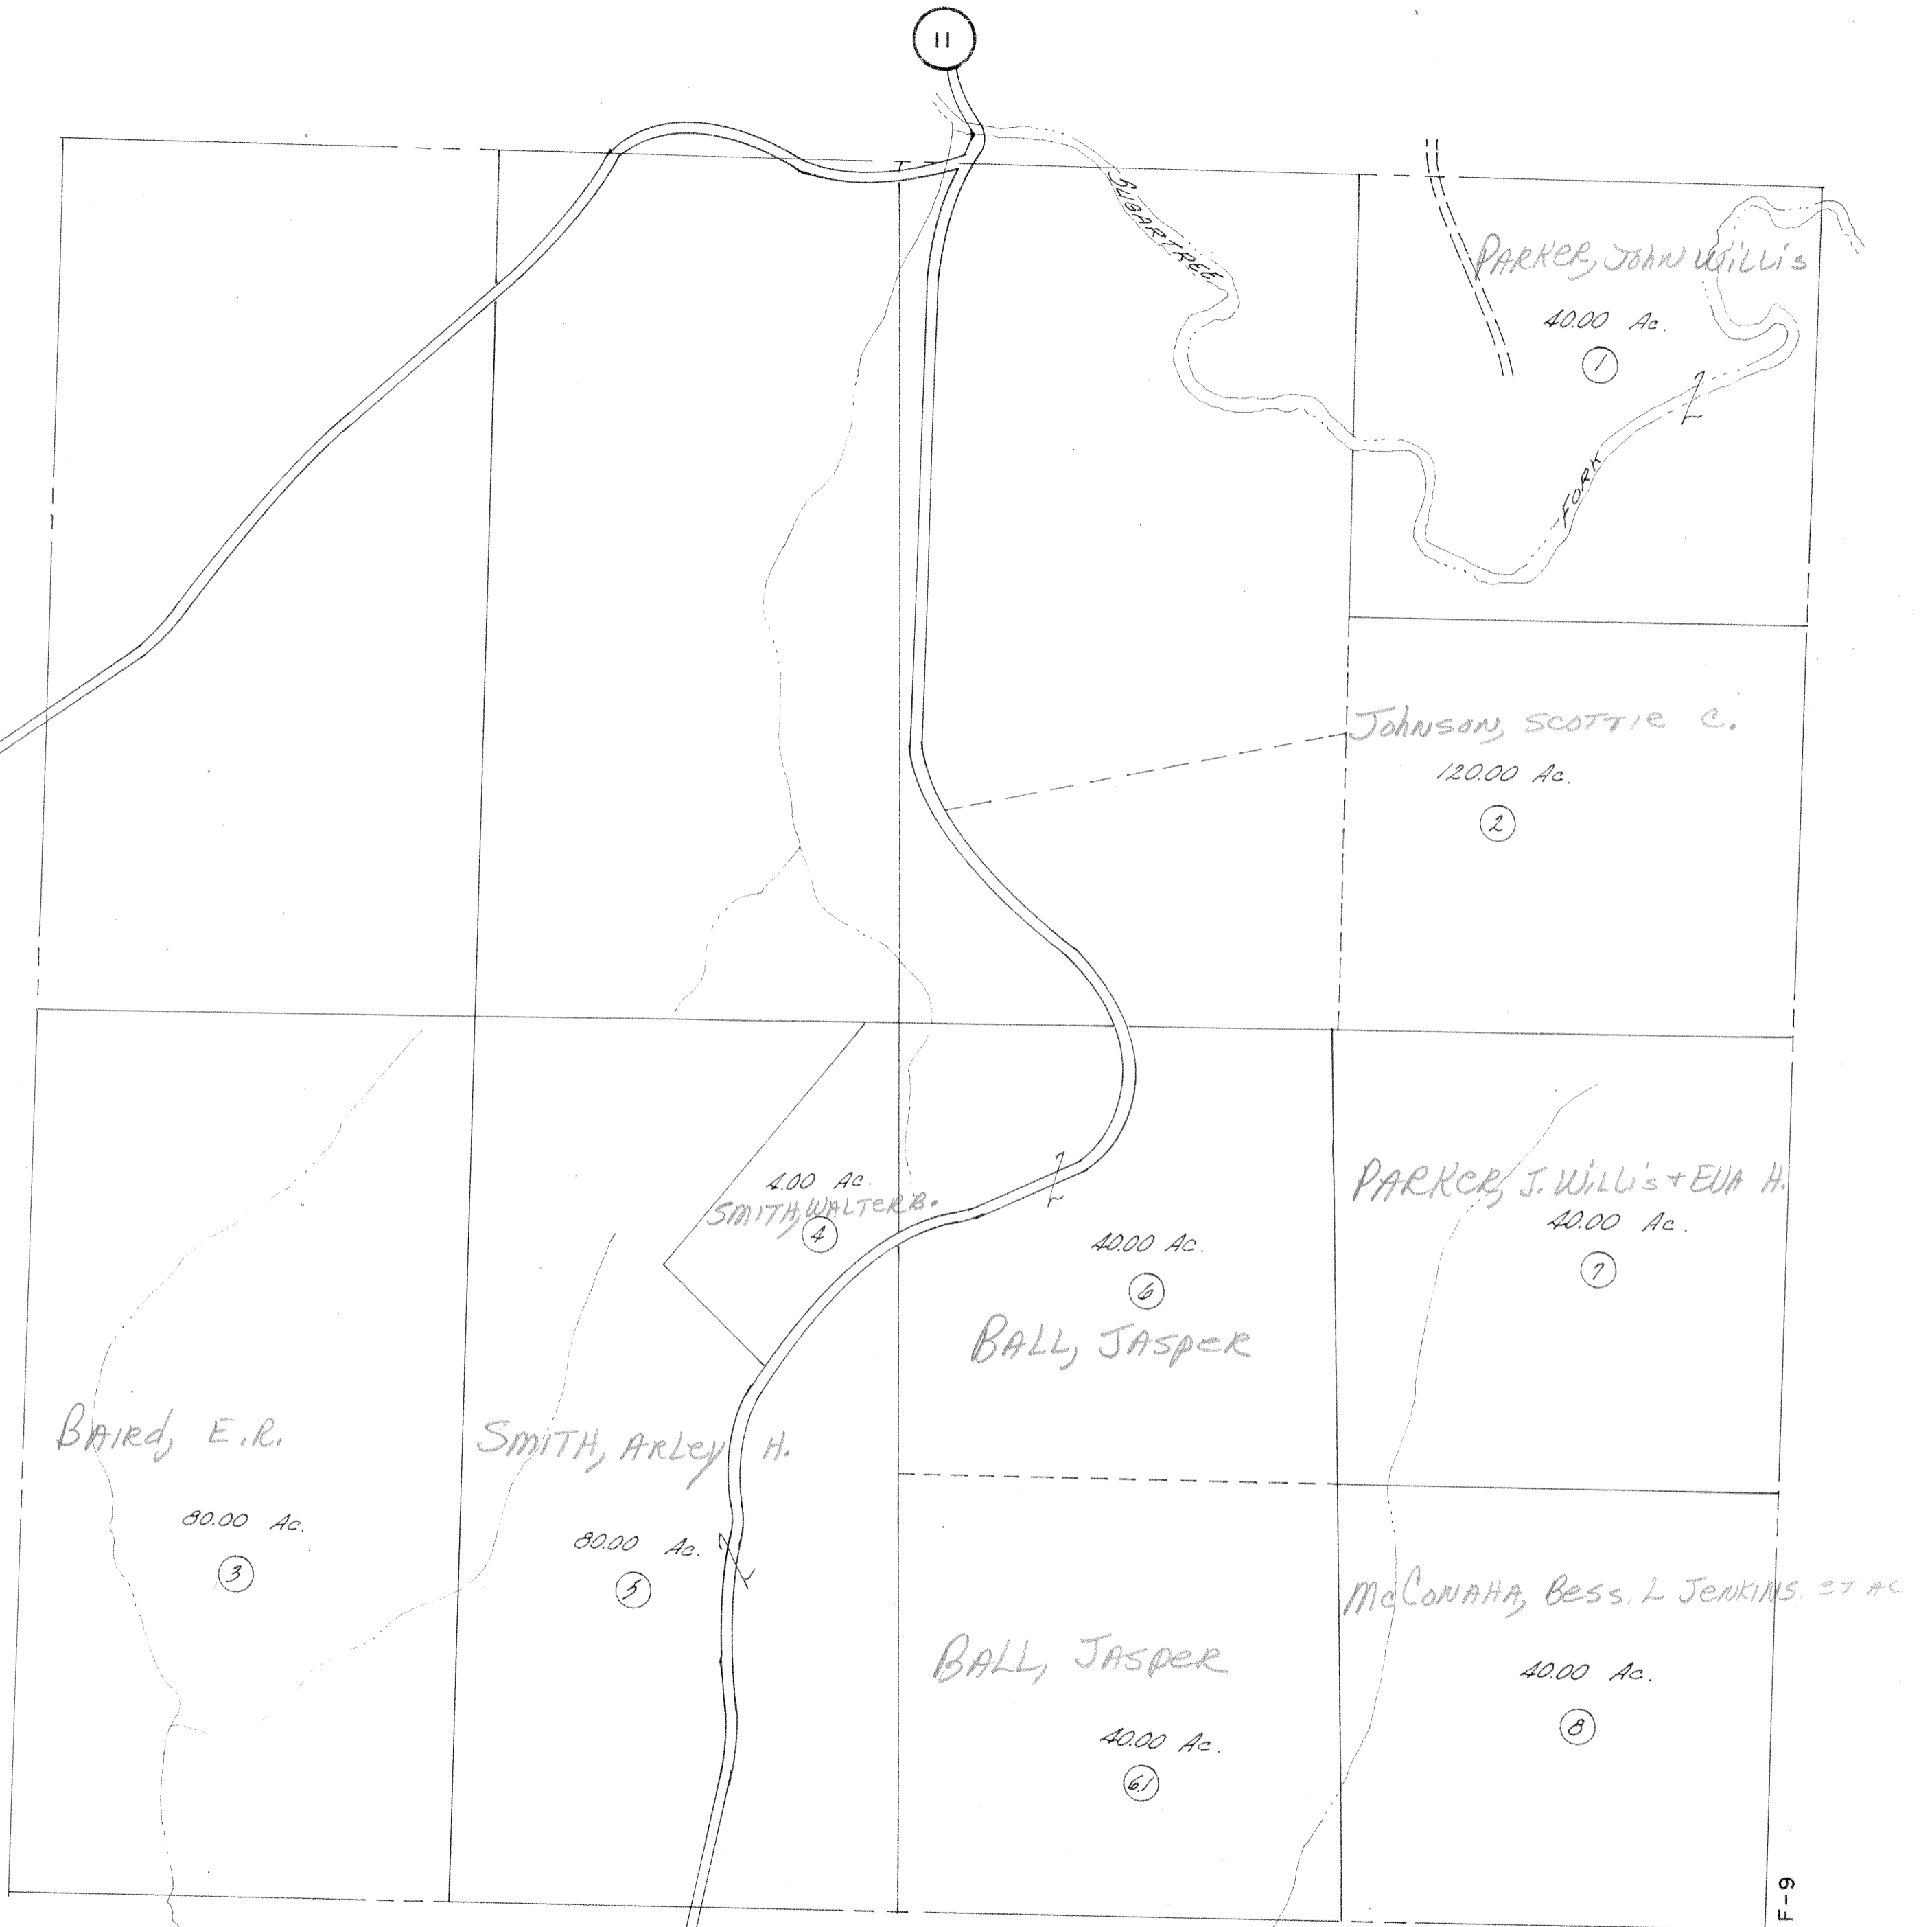 11
SUGARTREE
PARKER, JOHN WILLIS
40.00 Ac.
1
FORK
JOHNSON, SCOTTIE C.
120.00 Ac.
2
4.00 Ac.
SMITH, WALTER B.
4
40.00 Ac.
6
BALL, JASPER
PARKER, J. WILLIS + EVA H.
40.00 Ac.
7
BAIRD, E.R.
80.00 Ac.
3
SMITH, ARLEY H.
80.00 Ac.
5
BALL, JASPER
40.00 Ac.
6.1
McCONAHA, BESS. L JENKINS, ET AL
40.00 Ac.
8
F-9